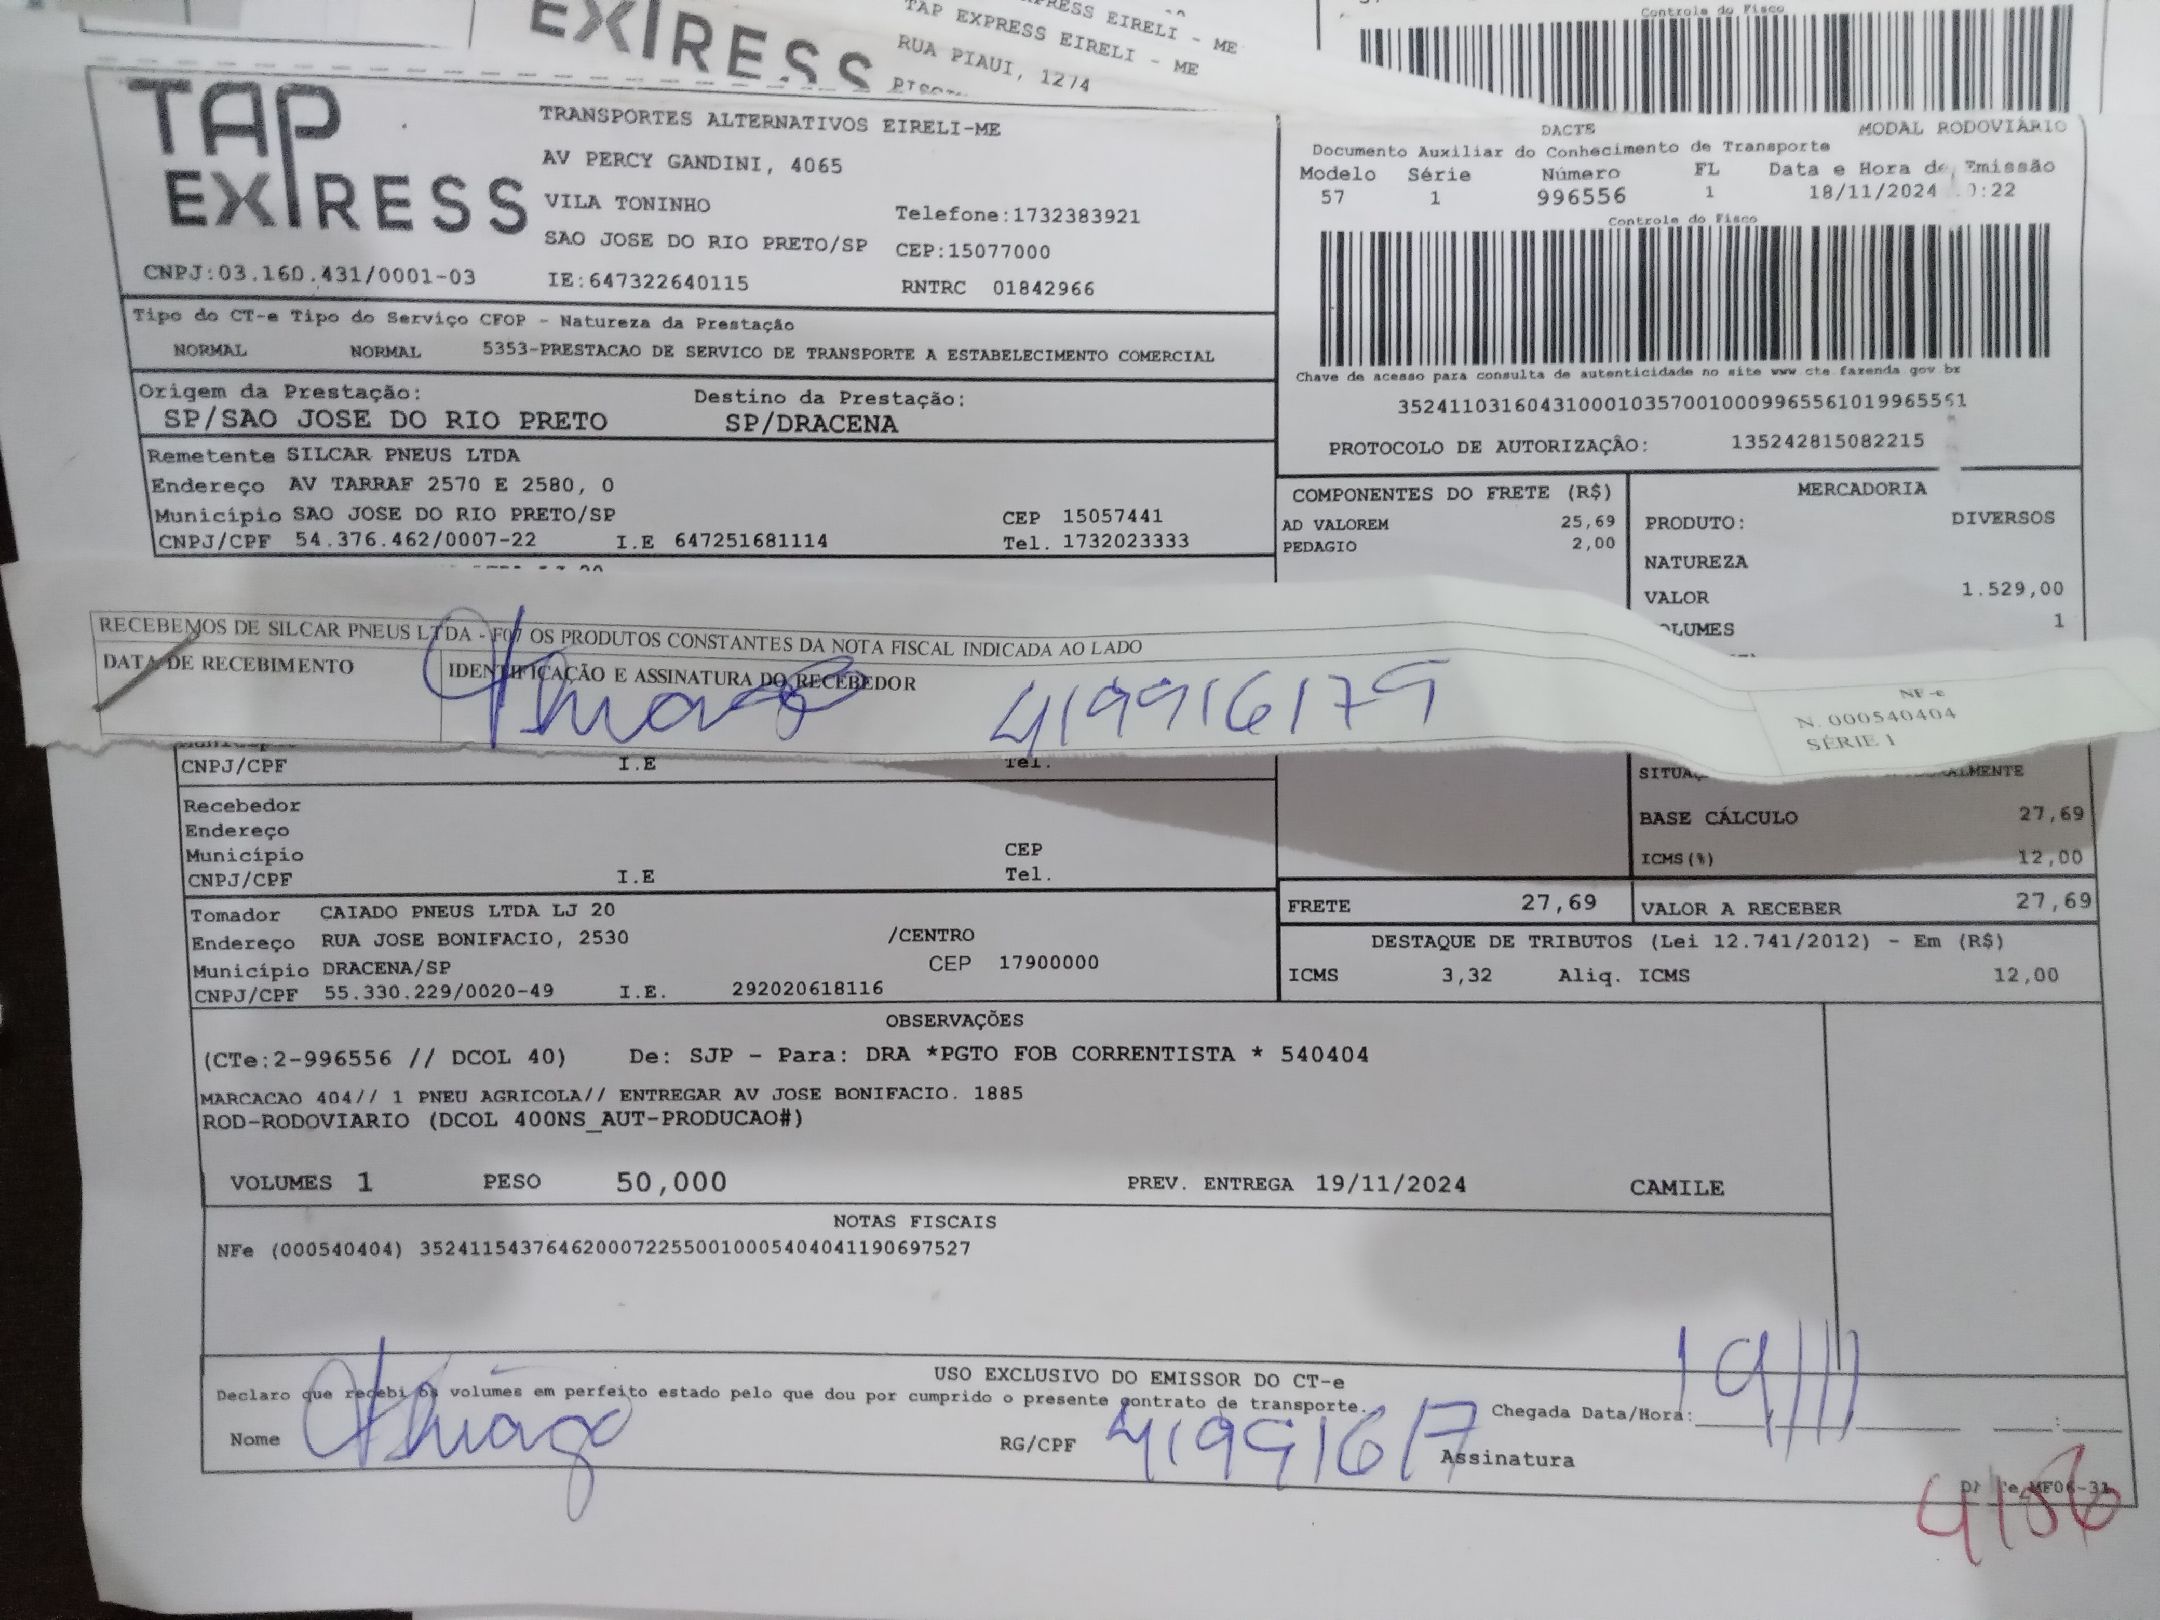 EXPRESS
PRESS EIRELI - ME
TAP EXPRESS EIRELI - ME
RUA PIAUI, 1274
Controle do Fisco
TAP
EXPRESS
TRANSPORTES ALTERNATIVOS EIRELI-ME
AV PERCY GANDINI, 4065
VILA TONINHO
Telefone:1732383921
SAO JOSE DO RIO PRETO/SP CEP:15077000
CNPJ:03.160.431/0001-03 IE:647322640115 RNTRC 01842966
DACTE MODAL RODOVIÁRIO
Documento Auxiliar do Conhecimento de Transporte
Modelo Série Número FL Data e Hora de Emissão
57 1 996556 1 18/11/2024 :22
Controle do Fisco
Chave de acesso para consulta de autenticidade no site www.cte.fazenda.gov.br
PROTOCOLO DE AUTORIZAÇÃO: 135242815082215
Tipo do CT-e Tipo do Serviço CFOP - Natureza da Prestação
NORMAL NORMAL 5353-PRESTACAO DE SERVICO DE TRANSPORTE A ESTABELECIMENTO COMERCIAL
Origem da Prestação: Destino da Prestação:
SP/SAO JOSE DO RIO PRETO SP/DRACENA
Remetente SILCAR PNEUS LTDA
Endereço AV TARRAF 2570 E 2580, 0
Município SAO JOSE DO RIO PRETO/SP CEP 15057441
CNPJ/CPF 54.376.462/0007-22 I.E 647251681114 Tel. 1732023333
COMPONENTES DO FRETE (R$)
AD VALOREM 25,69
PEDAGIO 2,00
MERCADORIA
PRODUTO: DIVERSOS
NATUREZA
VALOR 1.529,00
OLUMES 1
RECEBEMOS DE SILCAR PNEUS LTDA - F07 OS PRODUTOS CONSTANTES DA NOTA FISCAL INDICADA AO LADO
DATA DE RECEBIMENTO
IDENTIFICAÇÃO E ASSINATURA DO RECEBEDOR
Thiago 419916179
NF-e
N. 000540404
SÉRIE 1
CNPJ/CPF I.E Tel.
Recebedor
Endereço
Município CEP
CNPJ/CPF I.E Tel.
BASE CÁLCULO 27,69
ICMS(%) 12,00
Tomador CAIADO PNEUS LTDA LJ 20
Endereço RUA JOSE BONIFACIO, 2530 /CENTRO
Município DRACENA/SP CEP 17900000
CNPJ/CPF 55.330.229/0020-49 I.E. 292020618116
FRETE 27,69 VALOR A RECEBER 27,69
DESTAQUE DE TRIBUTOS (Lei 12.741/2012) - Em (R$)
ICMS 3,32 Aliq. ICMS 12,00
OBSERVAÇÕES
(CTe:2-996556 // DCOL 40) De: SJP - Para: DRA *PGTO FOB CORRENTISTA * 540404
MARCACAO 404// 1 PNEU AGRICOLA// ENTREGAR AV JOSE BONIFACIO. 1885
ROD-RODOVIARIO (DCOL 400NS_AUT-PRODUCAO#)
VOLUMES 1 PESO 50,000 PREV. ENTREGA 19/11/2024 CAMILE
NOTAS FISCAIS
NFe (000540404) 35241154376462000722550010005404041190697527
USO EXCLUSIVO DO EMISSOR DO CT-e
Declaro que recebi os volumes em perfeito estado pelo que dou por cumprido o presente contrato de transporte.
Nome Thiago RG/CPF 41991617 Chegada Data/Hora: 19/11
Assinatura